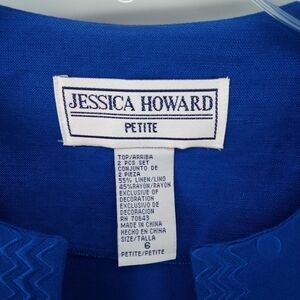 JESSICA HOWARD
PETITE
TOP/ARRIBA
2 PCS SET
CONJUNTO DE
2 PIEZA
55% LINEN/LINO
45%RAYON/RAYON
EXCLUSIVE OF
DECORATION
EXCLUSIVO DE
DECORACION
RN 70643
MADE IN CHINA
HECHO EN CHINA
SIZE/TALLA
6
PETITE/PETITE